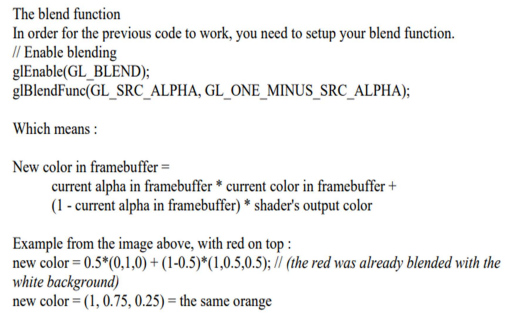 The blend function
In order for the previous code to work, you need to setup your blend function.
// Enable blending
glEnable(GL_BLEND);
glBlendFunc(GL_SRC_ALPHA, GL_ONE_MINUS_SRC_ALPHA);
Which means :
New color in framebuffer =
current alpha in framebuffer * current color in framebuffer +
(1 - current alpha in framebuffer) * shader's output color
Example from the image above, with red on top :
new color = 0.5*(0,1,0) + (1-0.5)*(1,0.5,0.5); // (the red was already blended with the
white background)
new color = (1, 0.75, 0.25) = the same orange